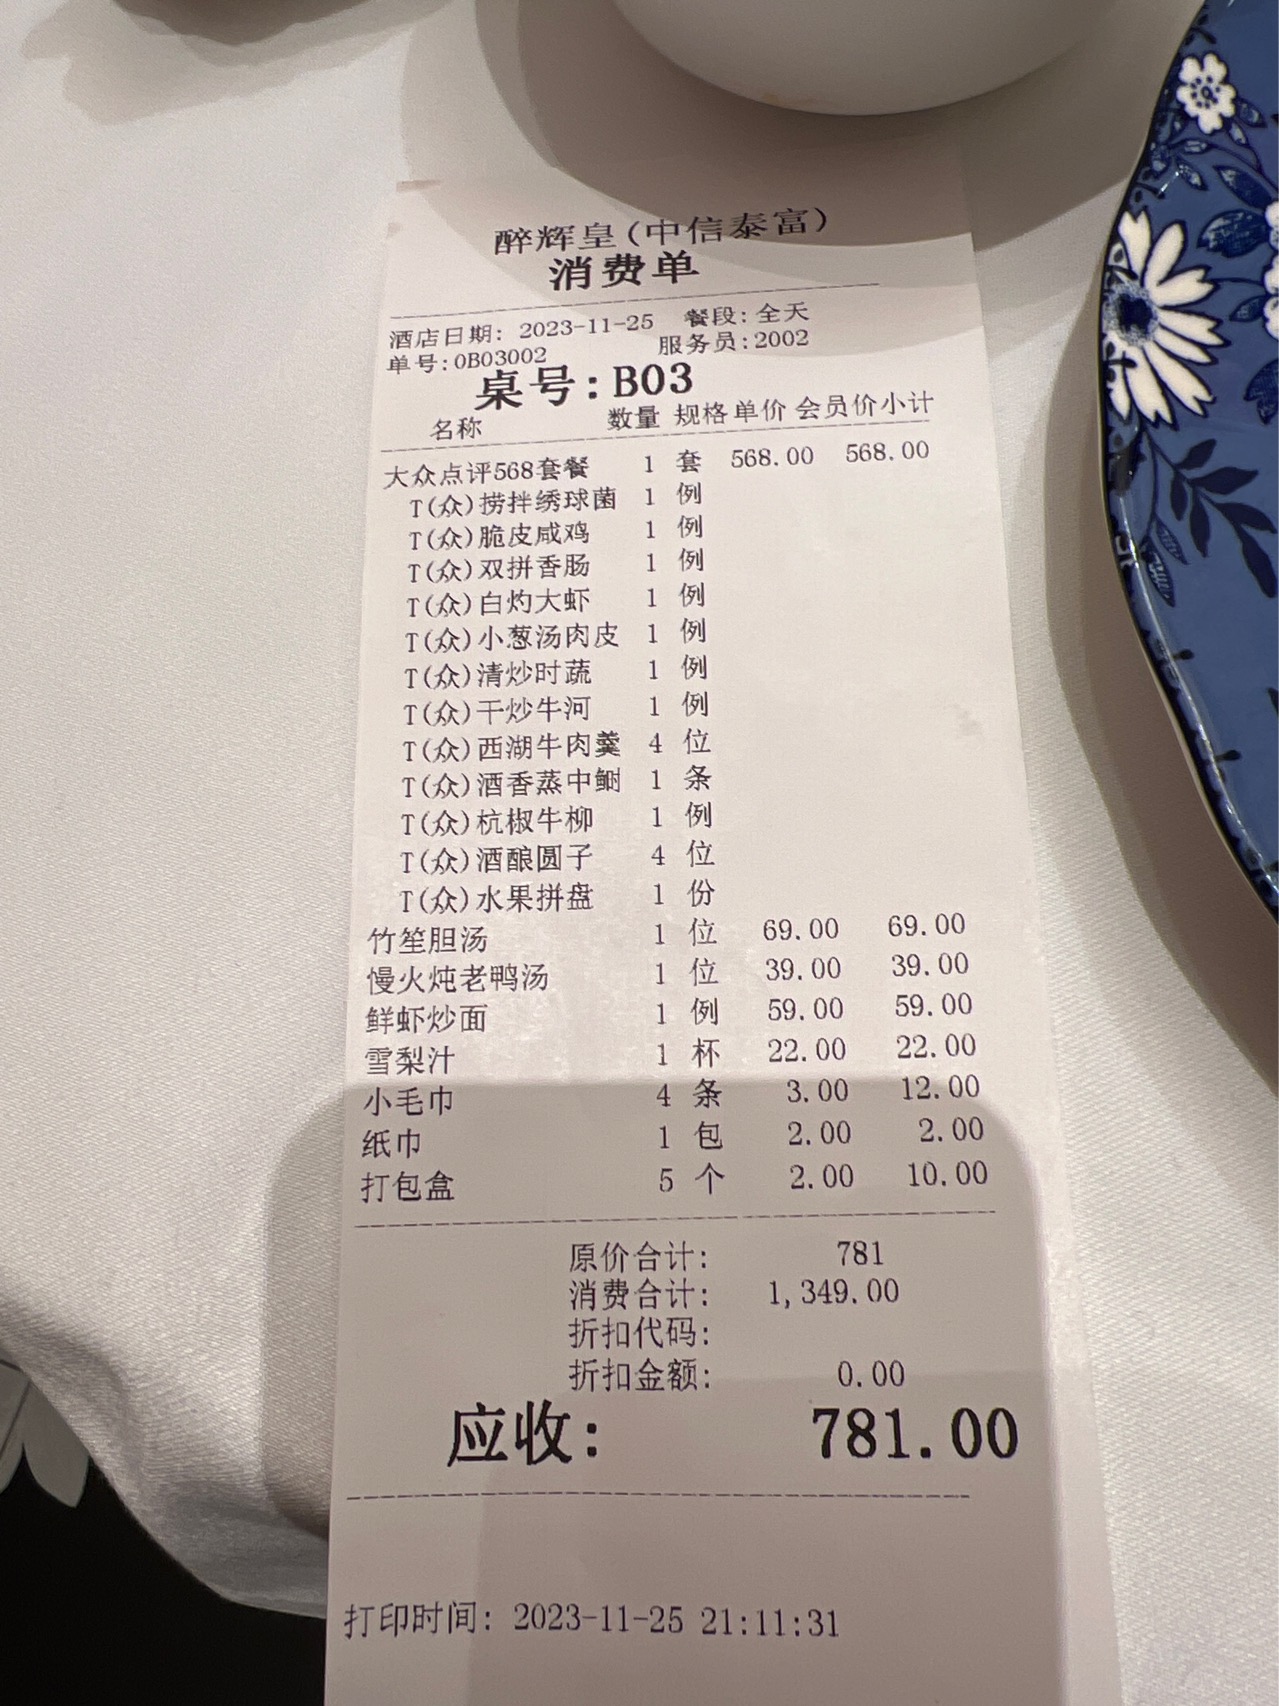 醉辉皇(中信泰富)
消费单
酒店日期: 2023-11-25 餐段: 全天
单号:0B03002 服务员:2002
桌号:B03
名称 数量 规格 单价 会员价 小计
大众点评568套餐 1 套 568.00 568.00
T(众)捞拌绣球菌 1 例
T(众)脆皮咸鸡 1 例
T(众)双拼香肠 1 例
T(众)白灼大虾 1 例
T(众)小葱汤肉皮 1 例
T(众)清炒时蔬 1 例
T(众)干炒牛河 1 例
T(众)西湖牛肉羹 4 位
T(众)酒香蒸中鲥 1 条
T(众)杭椒牛柳 1 例
T(众)酒酿圆子 4 位
T(众)水果拼盘 1 份
竹笙胆汤 1 位 69.00 69.00
慢火炖老鸭汤 1 位 39.00 39.00
鲜虾炒面 1 例 59.00 59.00
雪梨汁 1 杯 22.00 22.00
小毛巾 4 条 3.00 12.00
纸巾 1 包 2.00 2.00
打包盒 5 个 2.00 10.00
原价合计: 781
消费合计: 1,349.00
折扣代码:
折扣金额: 0.00
应收: 781.00
打印时间: 2023-11-25 21:11:31